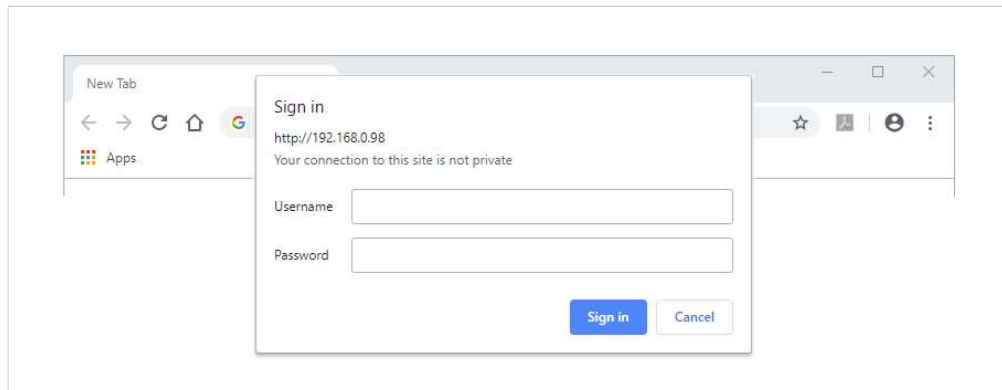 New Tab
Sign in
http://192.168.0.98
Your connection to this site is not private
Apps
Username
Password
Sign in
Cancel